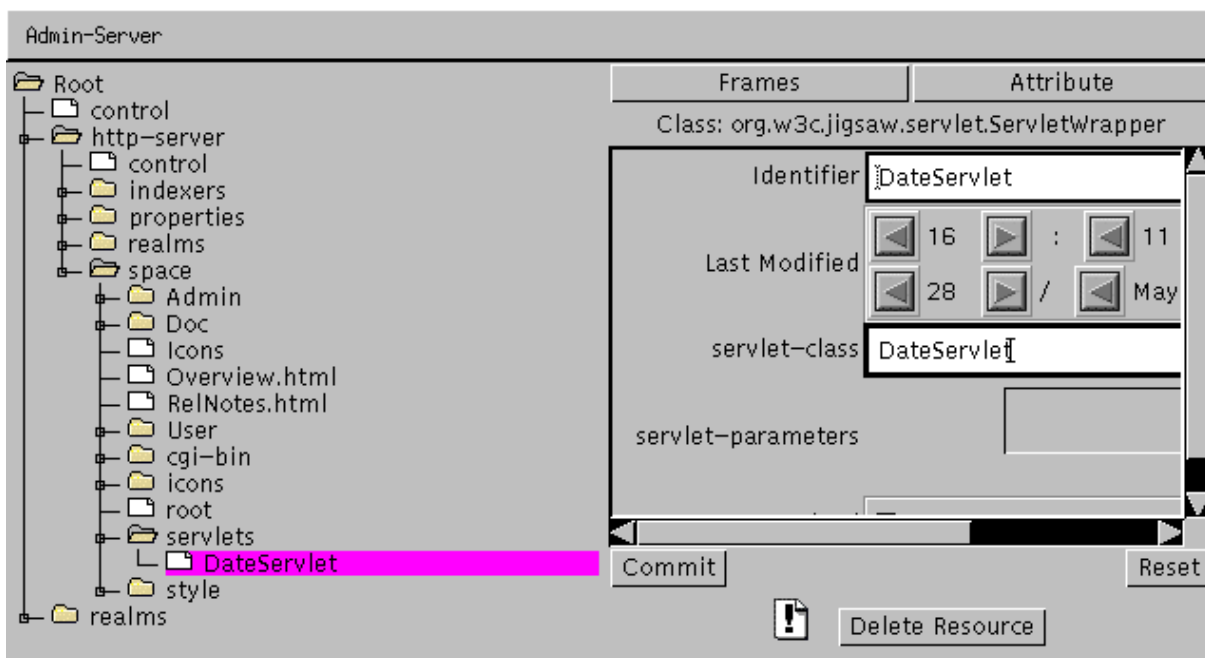 Admin-Server
Root
control
http-server
control
indexers
properties
realms
space
Admin
Doc
Icons
Overview.html
RelNotes.html
User
cgi-bin
icons
root
servlets
DateServlet
style
realms
Frames Attribute
Class: org.w3c.jigsaw.servlet.ServletWrapper
Identifier DateServlet
Last Modified 16 : 11
28 / May
servlet-class DateServlet
servlet-parameters
Commit Reset
Delete Resource